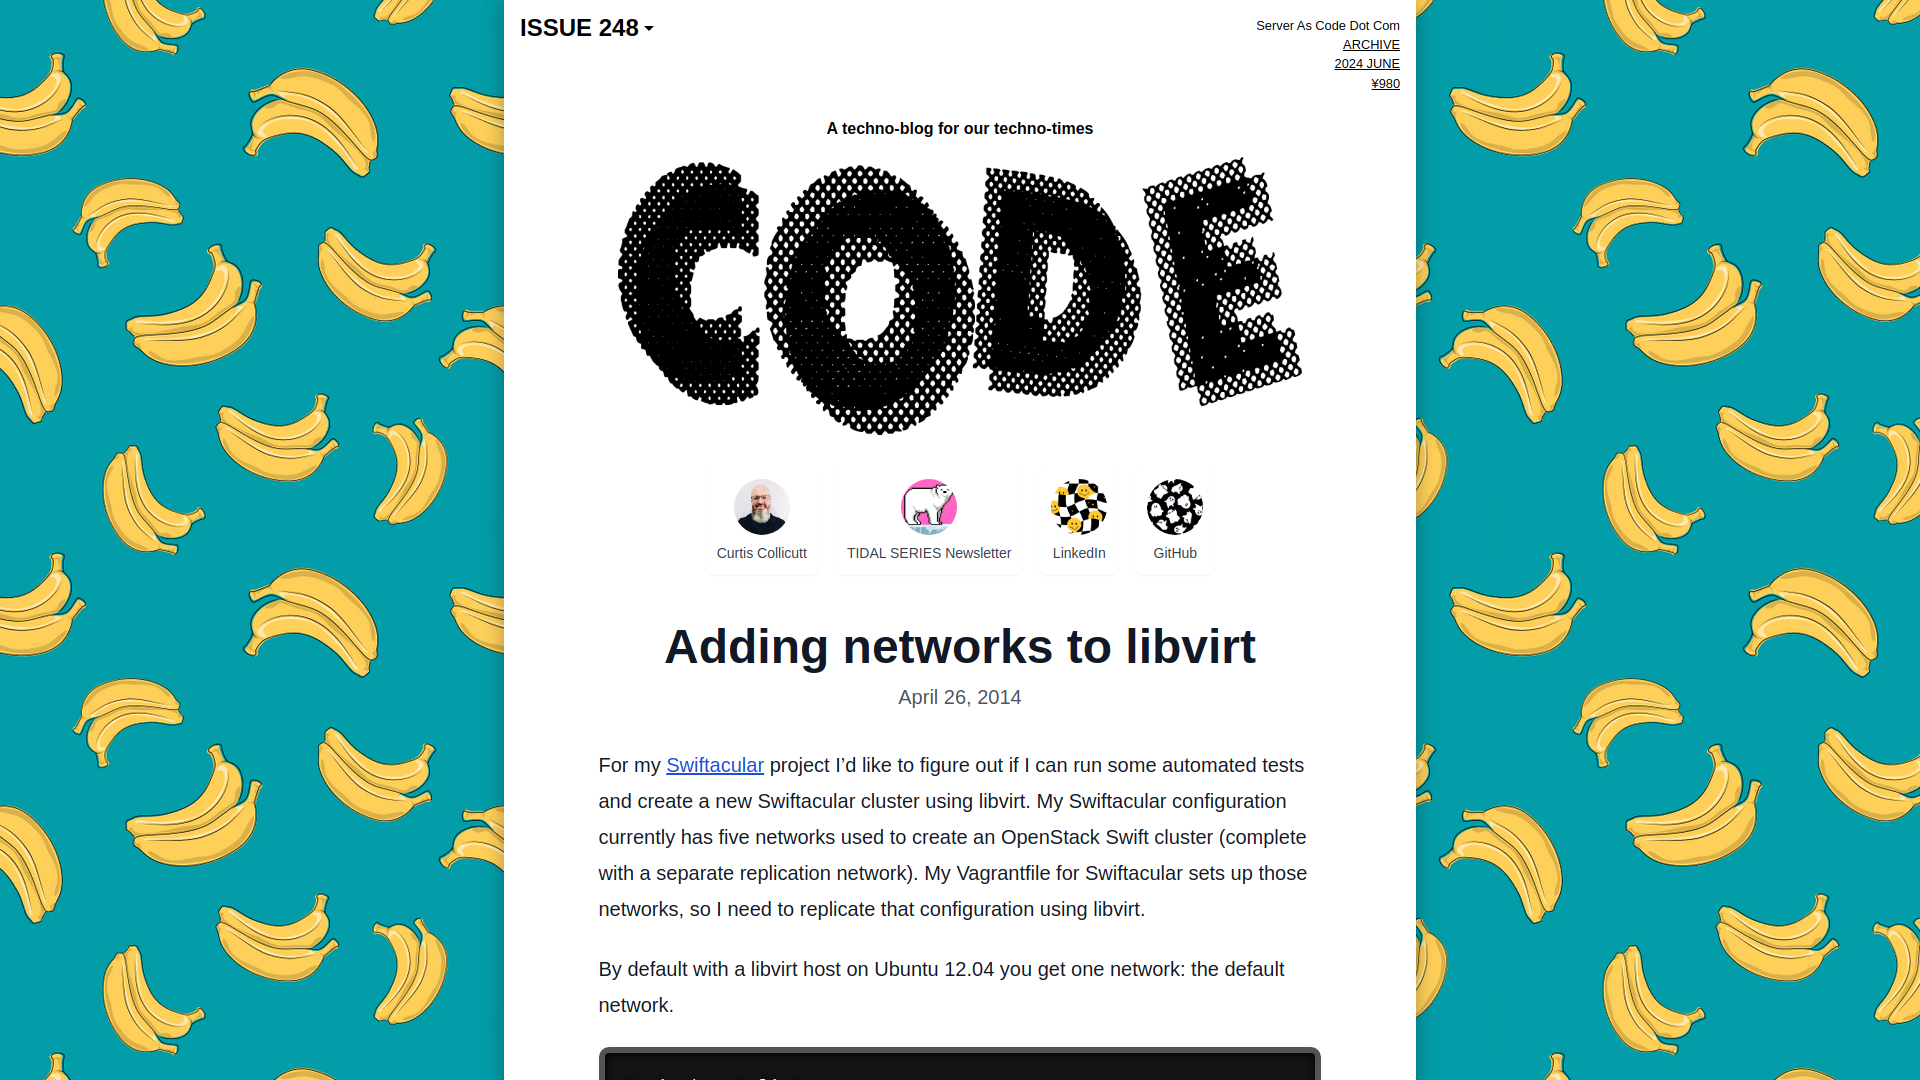 ISSUE 248
Server As Code Dot Com
ARCHIVE
2024 JUNE
¥980
A techno-blog for our techno-times
CODE
Curtis Collicutt
TIDAL SERIES Newsletter
LinkedIn
GitHub
Adding networks to libvirt
April 26, 2014
For my Swiftacular project I’d like to figure out if I can run some automated tests
and create a new Swiftacular cluster using libvirt. My Swiftacular configuration
currently has five networks used to create an OpenStack Swift cluster (complete
with a separate replication network). My Vagrantfile for Swiftacular sets up those
networks, so I need to replicate that configuration using libvirt.
By default with a libvirt host on Ubuntu 12.04 you get one network: the default
network.